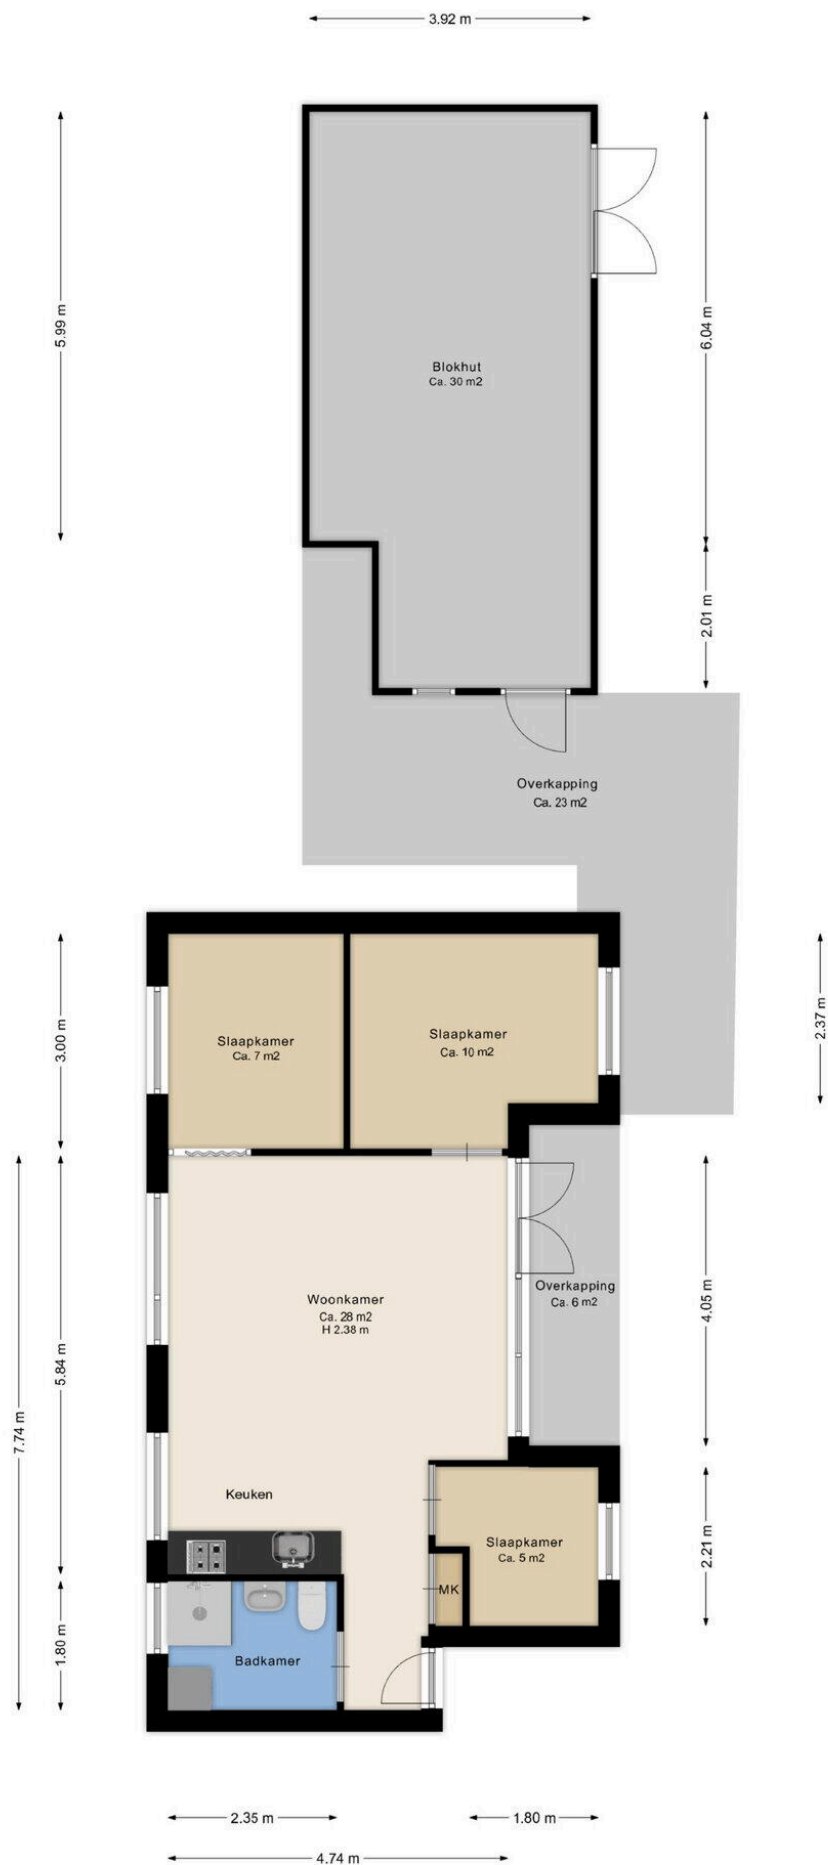 3.92 m
5.99 m
6.04 m
Blokhut
Ca. 30 m2
2.01 m
Overkapping
Ca. 23 m2
3.00 m
2.37 m
Slaapkamer
Ca. 7 m2
Slaapkamer
Ca. 10 m2
Woonkamer
Ca. 28 m2
H 2.38 m
Overkapping
Ca. 6 m2
4.05 m
5.84 m
7.74 m
Keuken
Slaapkamer
Ca. 5 m2
2.21 m
MK
Badkamer
1.80 m
2.35 m
1.80 m
4.74 m